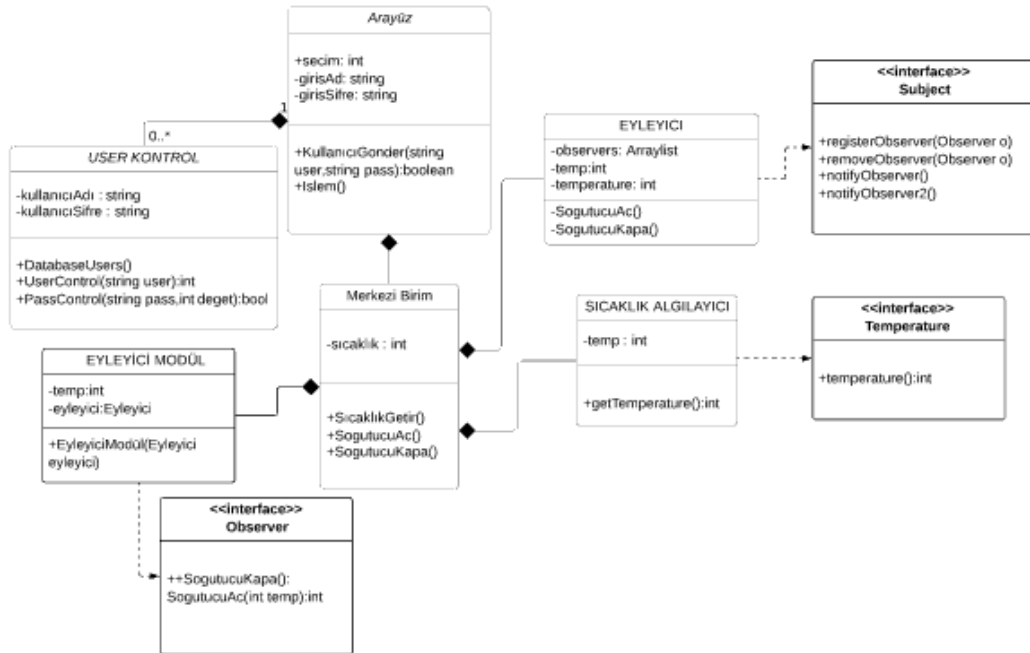 Arayüz
+secim: int
-girisAd: string
-girisSifre: string
+KullanıcıGonder(string
user,string pass):boolean
+Islem()
1
0..*
USER KONTROL
-kullanıcıAdı : string
-kullanıcıSifre : string
+DatabaseUsers()
+UserControl(string user):int
+PassControl(string pass,int deget):bool
EYLEYICI
-observers: Arraylist
-temp:int
-temperature: int
-SogutucuAc()
-SogutucuKapa()
<<interface>>
Subject
+registerObserver(Observer o)
+removeObserver(Observer o)
+notifyObserver()
+notifyObserver2()
Merkezi Birim
-sıcaklık : int
+SıcaklıkGetir()
+SogutucuAc()
+SogutucuKapa()
SICAKLIK ALGILAYICI
-temp : int
+getTemperature():int
<<interface>>
Temperature
+temperature():int
EYLEYİCİ MODÜL
-temp:int
-eyleyici:Eyleyici
+EyleyiciModül(Eyleyici
eyleyici)
<<interface>>
Observer
++SogutucuKapa():
SogutucuAc(int temp):int